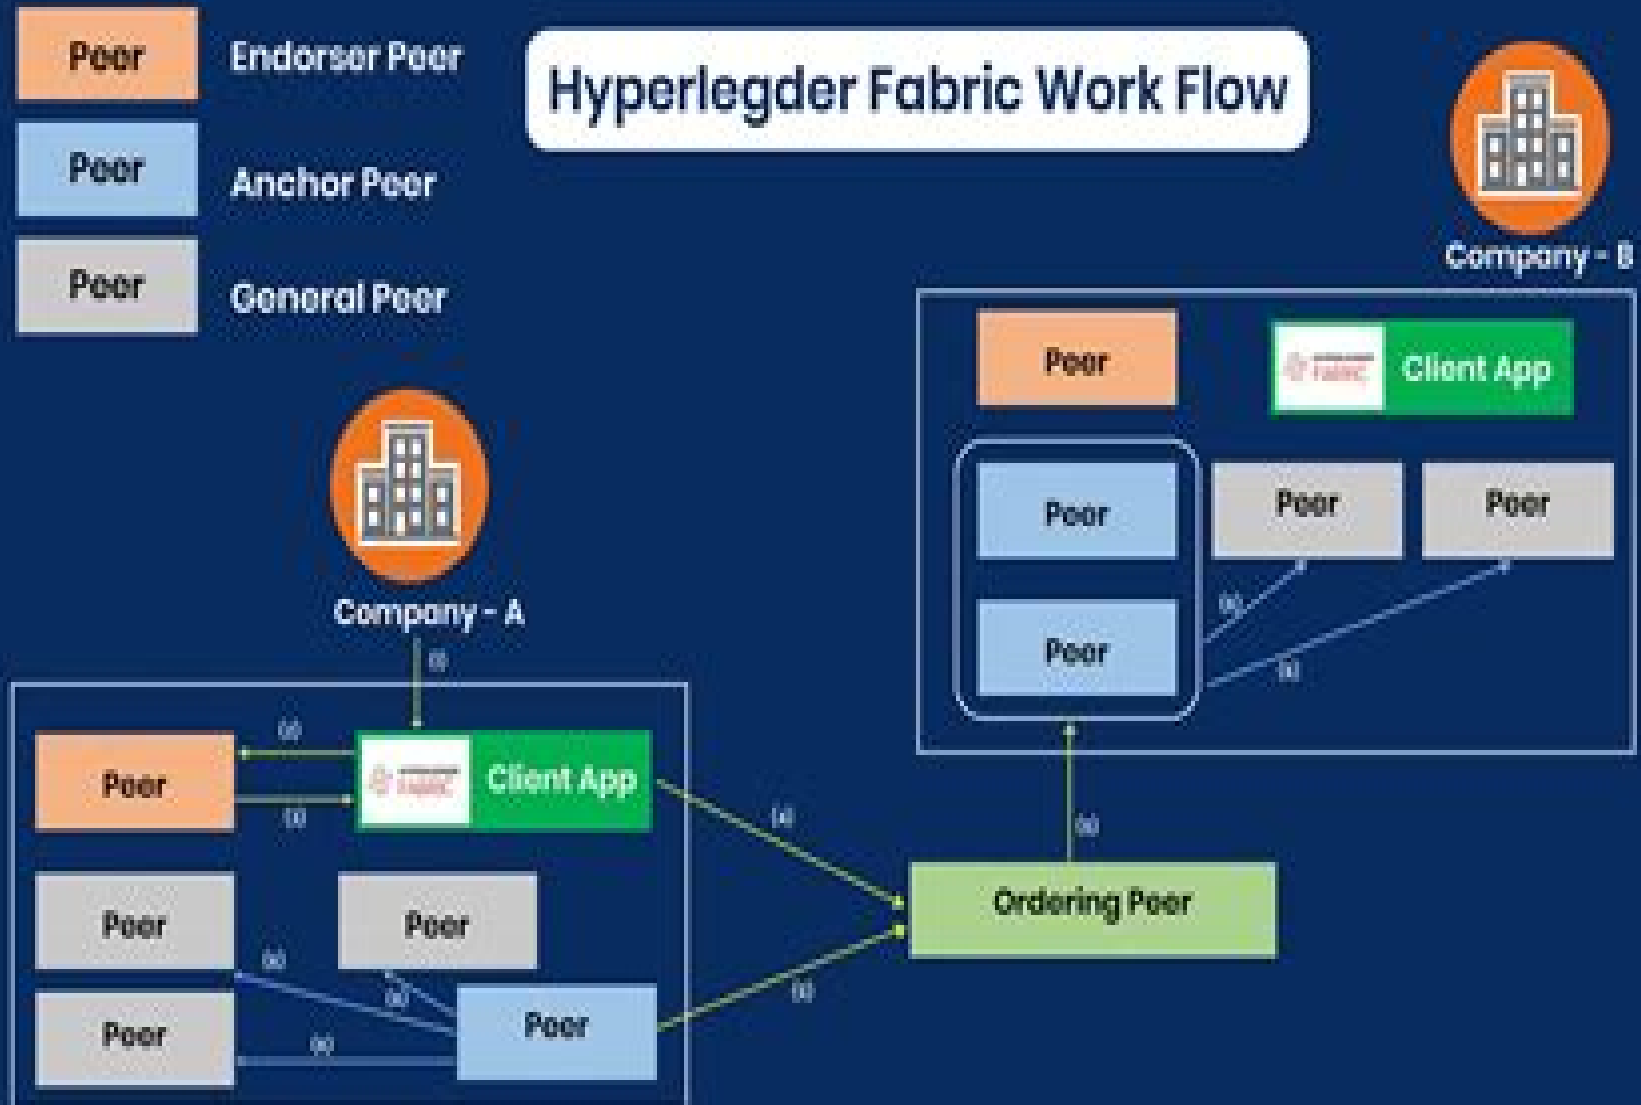 Peer
Endorser Peer
Hyperlegder Fabric Work Flow
Peer
Anchor Peer
Peer
General Peer
Company - B
Peer
Client App
Peer
Peer
Peer
Company - A
Peer
Peer
Client App
Ordering Peer
Peer
Peer
Peer
Peer